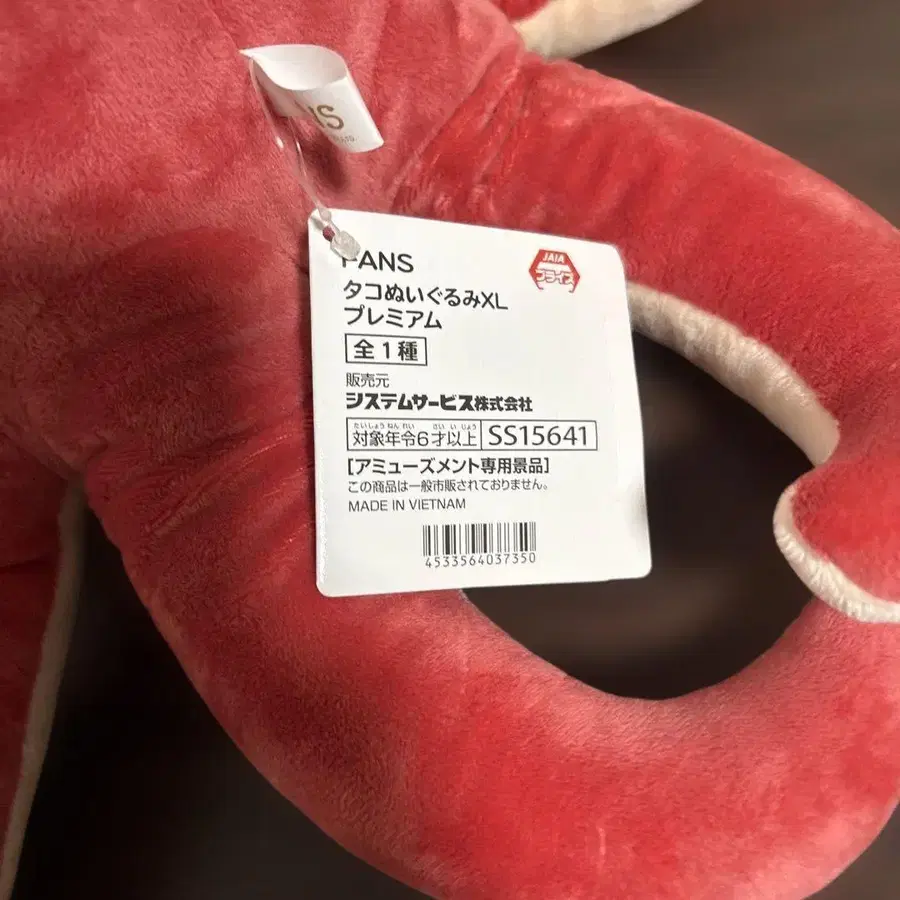 FANS
JAIA
プライズ
タコぬいぐるみXL
プレミアム
全1種
販売元
システムサービス株式会社
たいしょうねんれい さいいじょう
対象年令6才以上 SS15641
[アミューズメント専用景品]
この商品は一般市販されておりません。
MADE IN VIETNAM
4533564037350